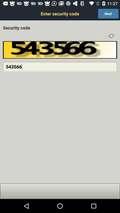 11:27
Enter security code
Next
Security code
543566
543566